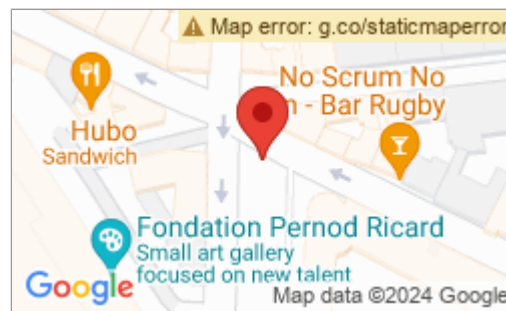 Map error: g.co/staticmaperror
No Scrum No
n - Bar Rugby
Hubo
Sandwich
Fondation Pernod Ricard
Small art gallery
focused on new talent
Google
Map data ©2024 Google